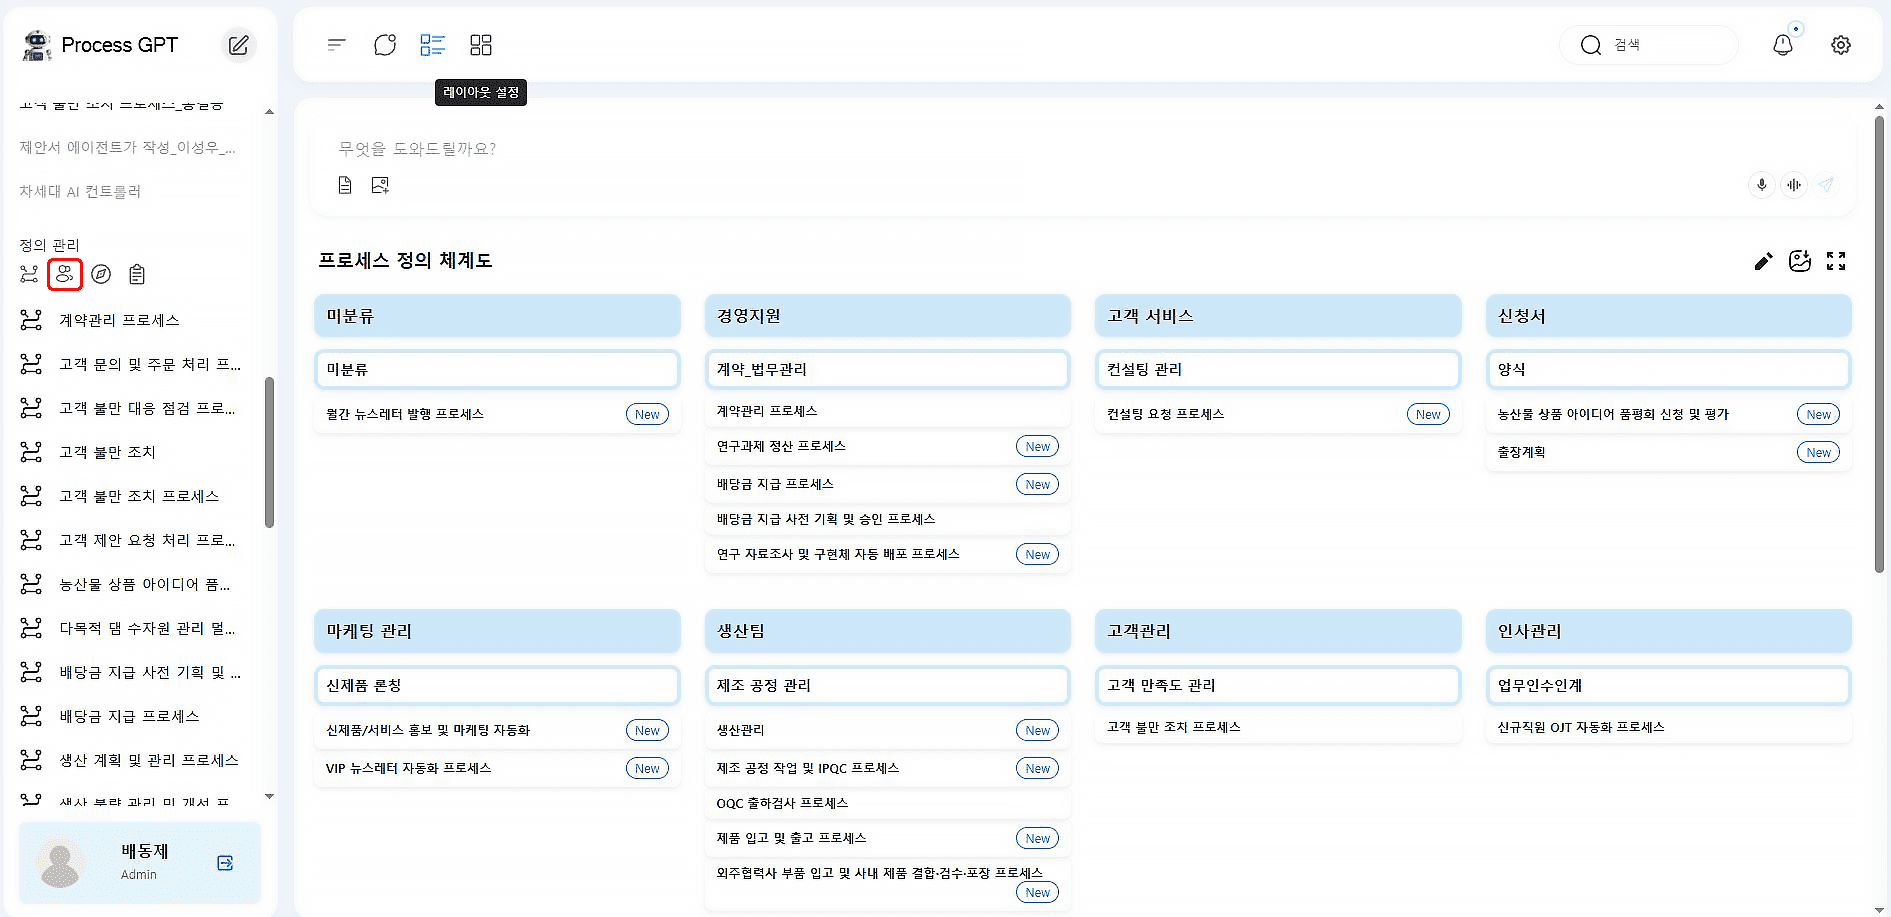 Process GPT
검색
레이아웃 설정
제안서 에이전트가 작성_이성우_...
차세대 AI 컨트롤러
정의 관리
계약관리 프로세스
고객 문의 및 주문 처리 프...
고객 불만 대응 점검 프로...
고객 불만 조치
고객 불만 조치 프로세스
고객 제안 요청 처리 프로...
농산물 상품 아이디어 품...
다목적 댐 수자원 관리 멀...
배당금 지급 사전 기획 및 ...
배당금 지급 프로세스
생산 계획 및 관리 프로세스
생산 불량 관리 및 개선 프
배동제
Admin
무엇을 도와드릴까요?
프로세스 정의 체계도
미분류
미분류
월간 뉴스레터 발행 프로세스 New
경영지원
계약_법무관리
계약관리 프로세스
연구과제 정산 프로세스 New
배당금 지급 프로세스 New
배당금 지급 사전 기획 및 승인 프로세스
연구 자료조사 및 구현체 자동 배포 프로세스 New
고객 서비스
컨설팅 관리
컨설팅 요청 프로세스 New
신청서
양식
농산물 상품 아이디어 품평회 신청 및 평가 New
출장계획 New
마케팅 관리
신제품 론칭
신제품/서비스 홍보 및 마케팅 자동화 New
VIP 뉴스레터 자동화 프로세스 New
생산팀
제조 공정 관리
생산관리 New
제조 공정 작업 및 IPQC 프로세스 New
OQC 출하검사 프로세스
제품 입고 및 출고 프로세스 New
외주협력사 부품 입고 및 사내 제품 결합·검수·포장 프로세스
New
고객관리
고객 만족도 관리
고객 불만 조치 프로세스
인사관리
업무인수인계
신규직원 OJT 자동화 프로세스